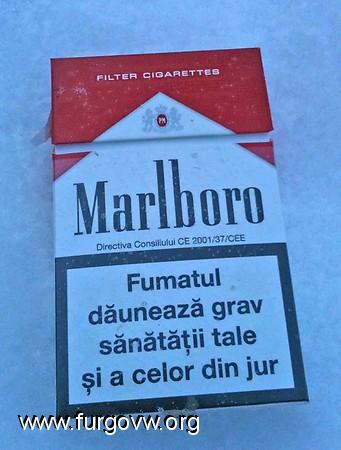 FILTER CIGARETTES
PM
Marlboro
Directiva Consiliului CE 2001/37/CEE
Fumatul
dăunează grav
sănătății tale
și a celor din jur
www.furgovw.org